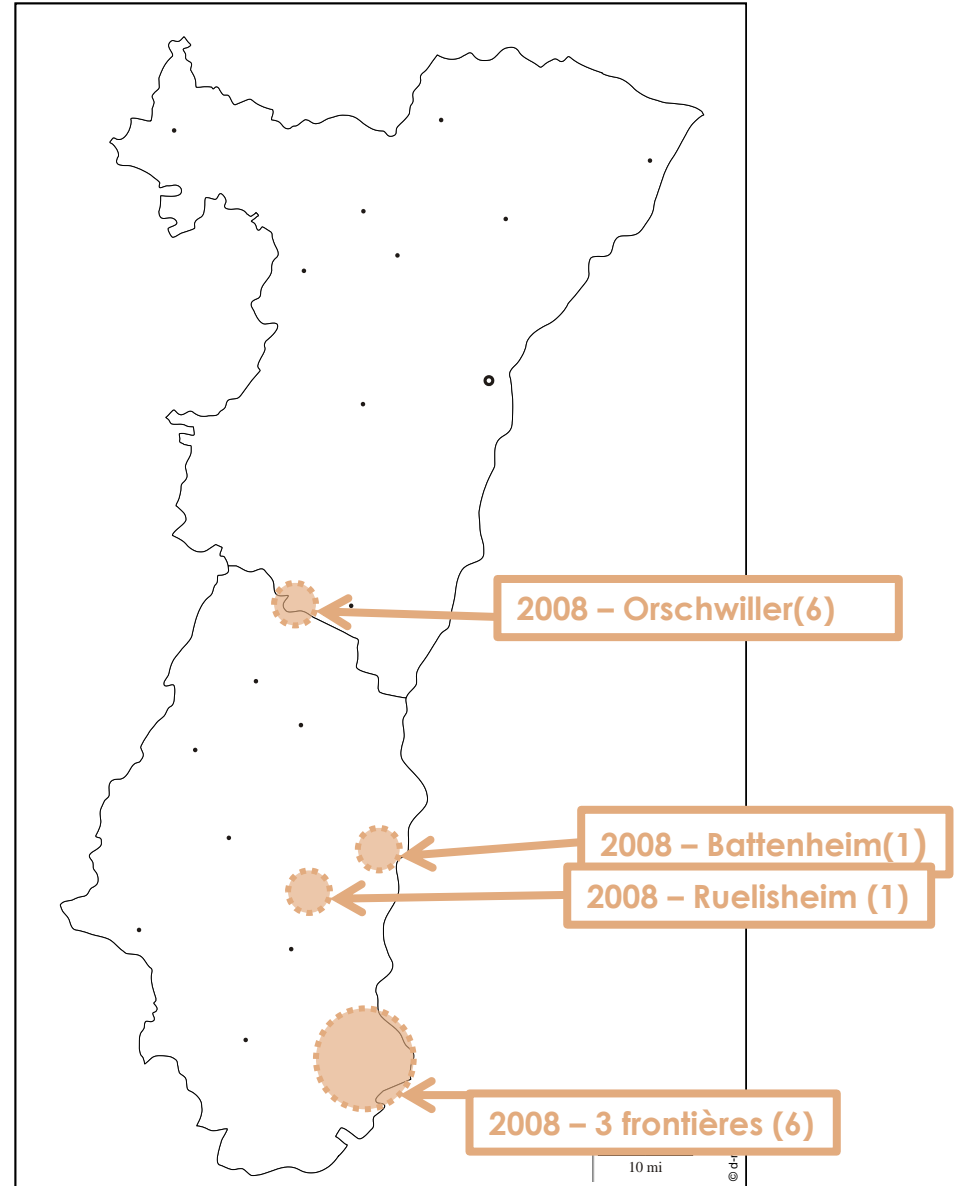 2008 – Orschwiller(6)
2008 – Battenheim(1)
2008 – Ruelisheim (1)
2008 – 3 frontières (6)
10 mi
© d-